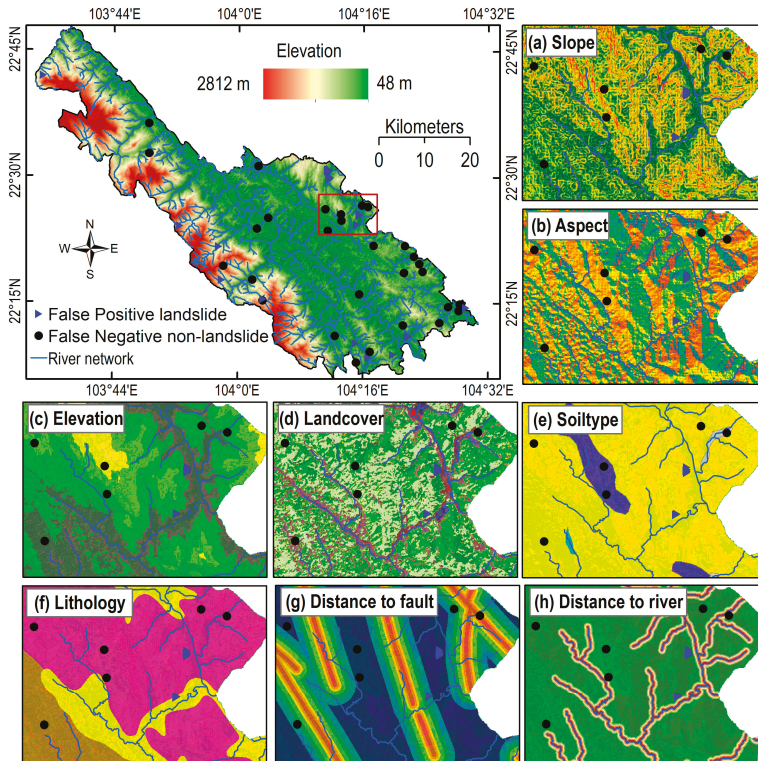 103°44'E 104°0'E 104°16'E 104°32'E
22°45'N
22°30'N
22°15'N
Elevation
2812 m 48 m
Kilometers
0 10 20
N
W E
S
False Positive landslide
False Negative non-landslide
River network
103°44'E 104°0'E 104°16'E 104°32'E
22°45'N
22°30'N
22°15'N
(a) Slope
(b) Aspect
(c) Elevation
(d) Landcover
(e) Soiltype
(f) Lithology
(g) Distance to fault
(h) Distance to river